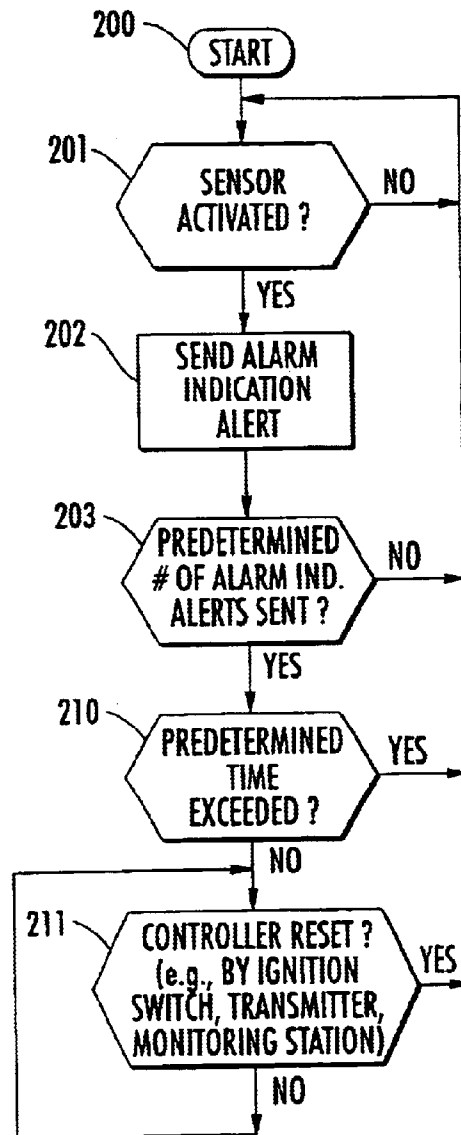 200
START
201
SENSOR
ACTIVATED ?
NO
YES
202
SEND ALARM
INDICATION
ALERT
203
PREDETERMINED
# OF ALARM IND.
ALERTS SENT ?
NO
YES
210
PREDETERMINED
TIME
EXCEEDED ?
YES
NO
211
CONTROLLER RESET ?
(e.g., BY IGNITION
SWITCH, TRANSMITTER,
MONITORING STATION)
YES
NO